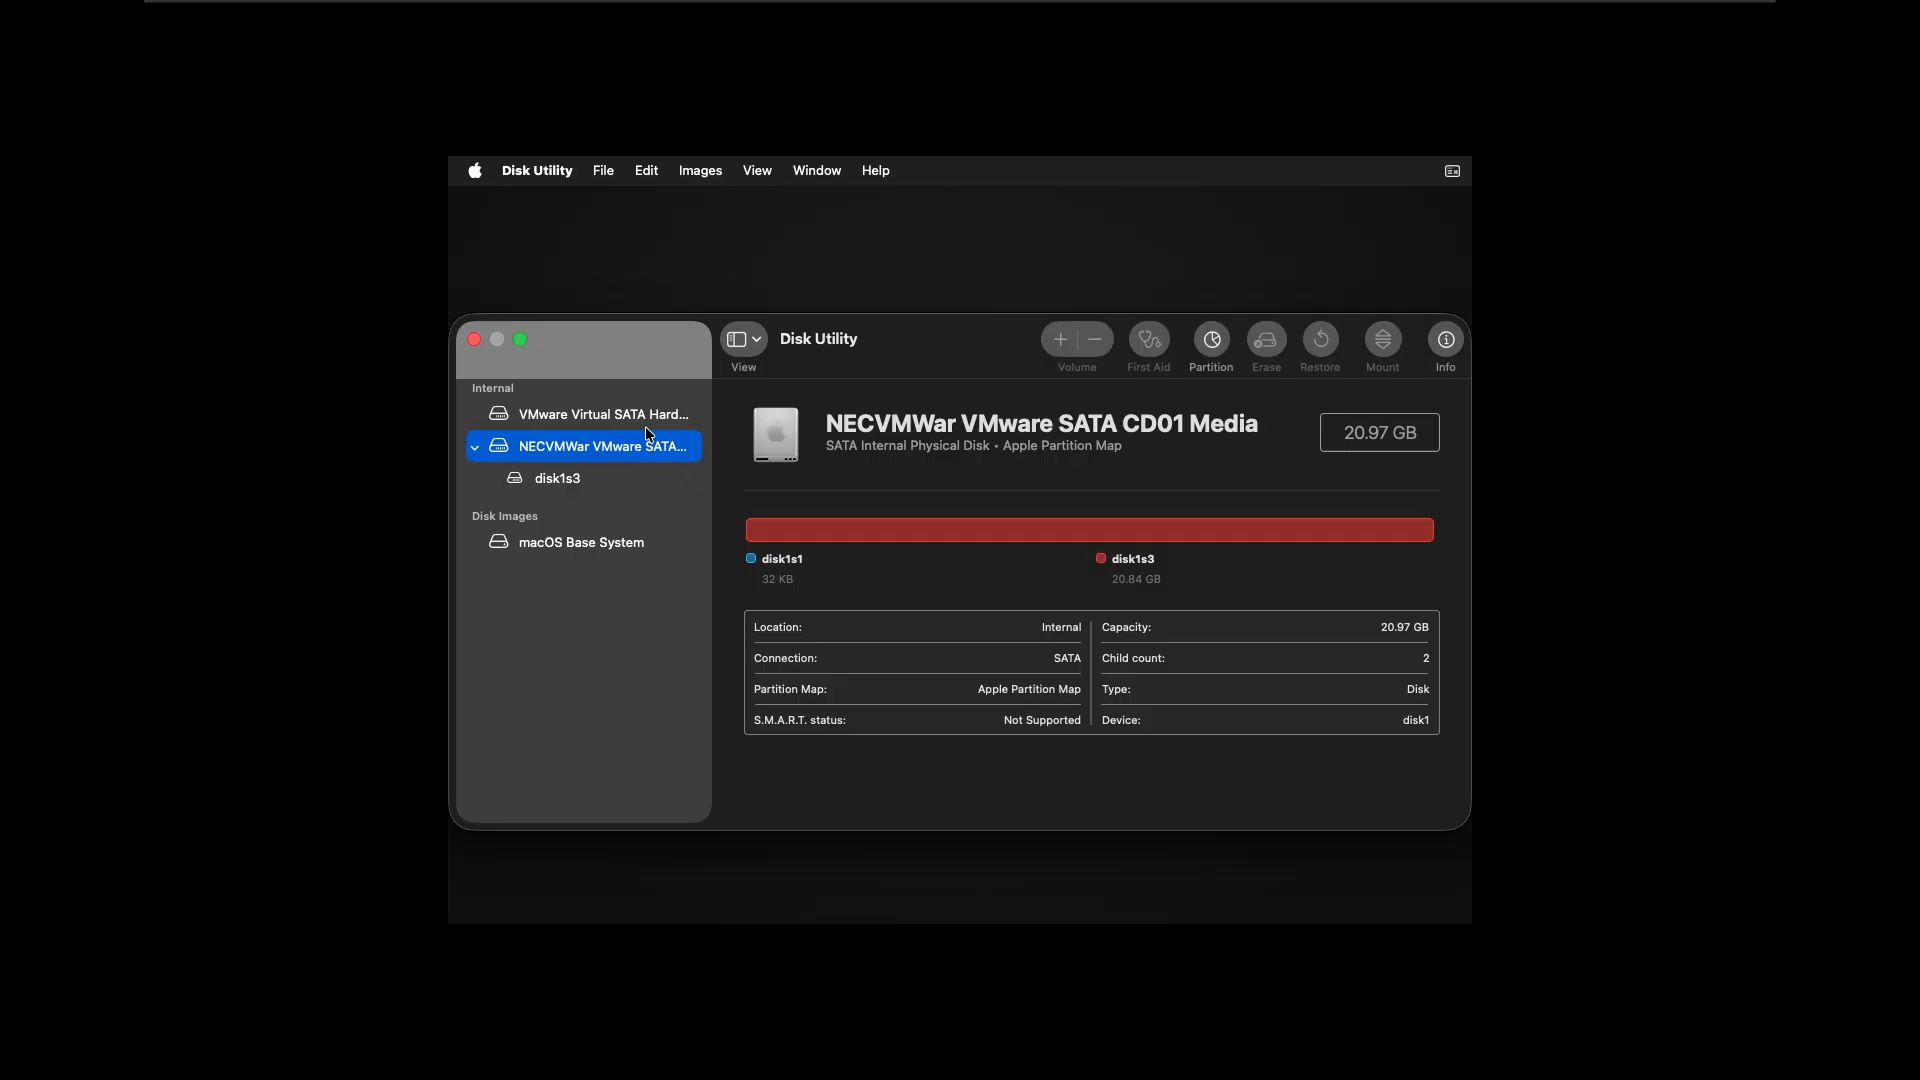 Disk Utility File Edit Images View Window Help
Disk Utility
View
Volume
First Aid
Partition
Erase
Restore
Mount
Info
Internal
VMware Virtual SATA Hard...
NECVMWar VMware SATA...
disk1s3
Disk Images
macOS Base System
NECVMWar VMware SATA CD01 Media
SATA Internal Physical Disk • Apple Partition Map
20.97 GB
disk1s1
32 KB
disk1s3
20.84 GB
Location: Internal
Connection: SATA
Partition Map: Apple Partition Map
S.M.A.R.T. status: Not Supported
Capacity: 20.97 GB
Child count: 2
Type: Disk
Device: disk1